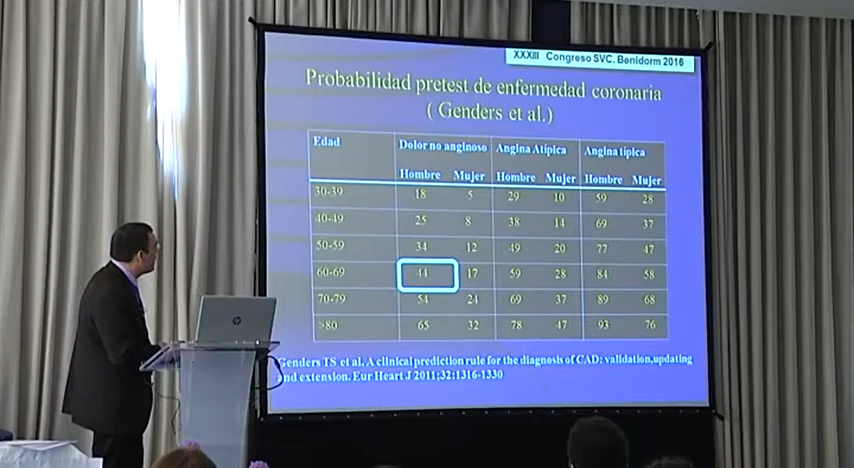 XXXIII Congreso SVC. Benidorm 2016
Probabilidad pretest de enfermedad coronaria
( Genders et al.)
Edad Dolor no anginoso Angina Atípica Angina típica
Hombre Mujer Hombre Mujer Hombre Mujer
30-39 18 5 29 10 59 28
40-49 25 8 38 14 69 37
50-59 34 12 49 20 77 47
60-69 44 17 59 28 84 58
70-79 54 24 69 37 89 68
>80 65 32 78 47 93 76
Genders TS et al. A clinical prediction rule for the diagnosis of CAD: validation,updating
and extension. Eur Heart J 2011;32:1316-1330
hp